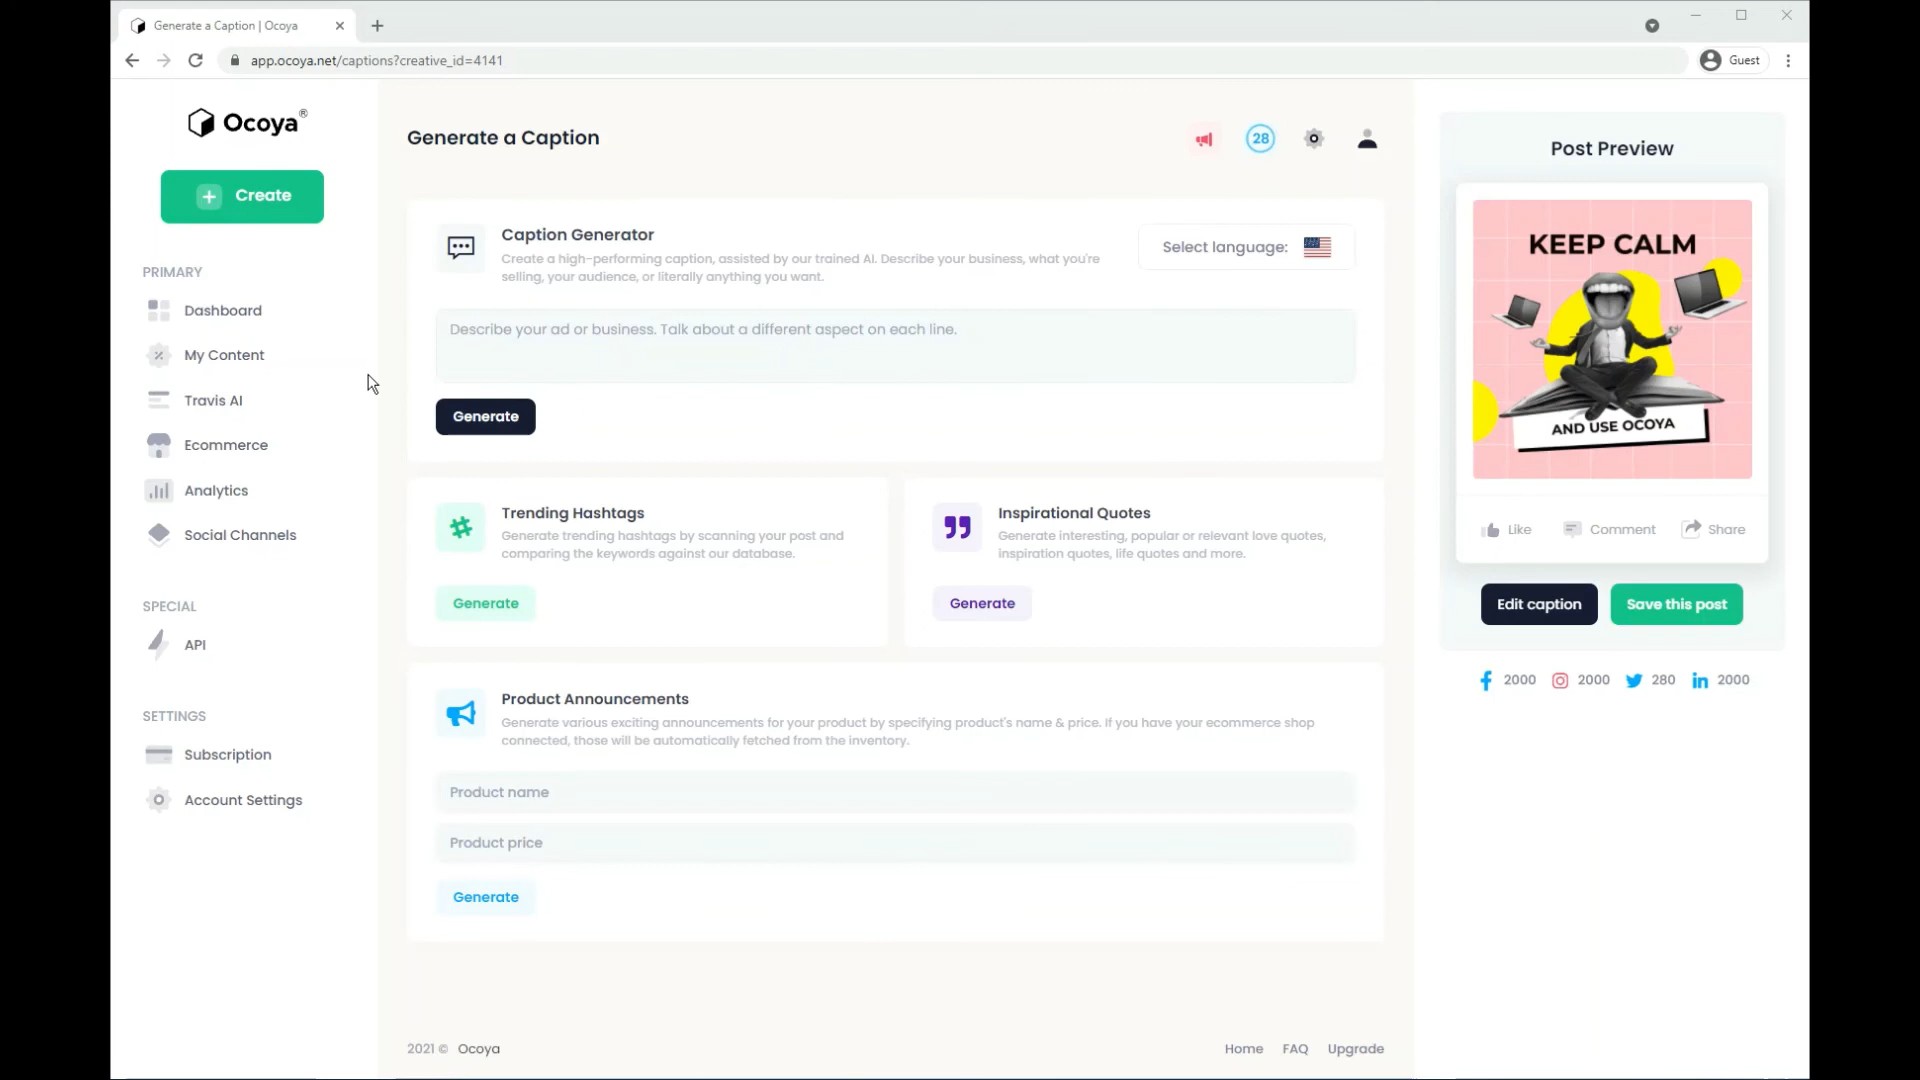 Generate a Caption | Ocoya
app.ocoya.net/captions?creative_id=4141
Guest
Ocoya®
Create
PRIMARY
Dashboard
My Content
Travis AI
Ecommerce
Analytics
Social Channels
SPECIAL
API
SETTINGS
Subscription
Account Settings
Generate a Caption
28
Caption Generator
Create a high-performing caption, assisted by our trained AI. Describe your business, what you're
selling, your audience, or literally anything you want.
Select language:
Describe your ad or business. Talk about a different aspect on each line.
Generate
Trending Hashtags
Generate trending hashtags by scanning your post and
comparing the keywords against our database.
Generate
Inspirational Quotes
Generate interesting, popular or relevant love quotes,
inspiration quotes, life quotes and more.
Generate
Product Announcements
Generate various exciting announcements for your product by specifying product's name & price. If you have your ecommerce shop
connected, those will be automatically fetched from the inventory.
Product name
Product price
Generate
2021 © Ocoya
Home FAQ Upgrade
Post Preview
KEEP CALM
AND USE OCOYA
Like Comment Share
Edit caption Save this post
2000 2000 280 2000